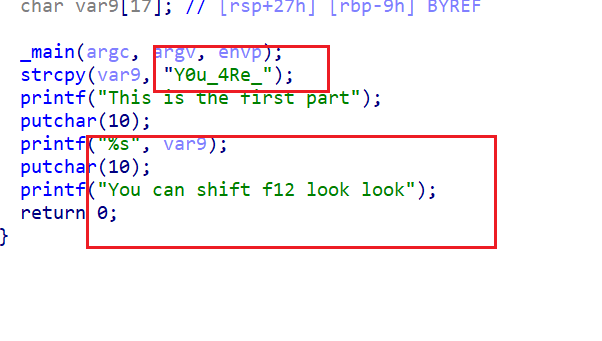 char var9[17]; // [rsp+27h] [rbp-9h] BYREF
_main(argc, argv, envp);
strcpy(var9, "Y0u_4Re_");
printf("This is the first part");
putchar(10);
printf("%s", var9);
putchar(10);
printf("You can shift f12 look look");
return 0;
}